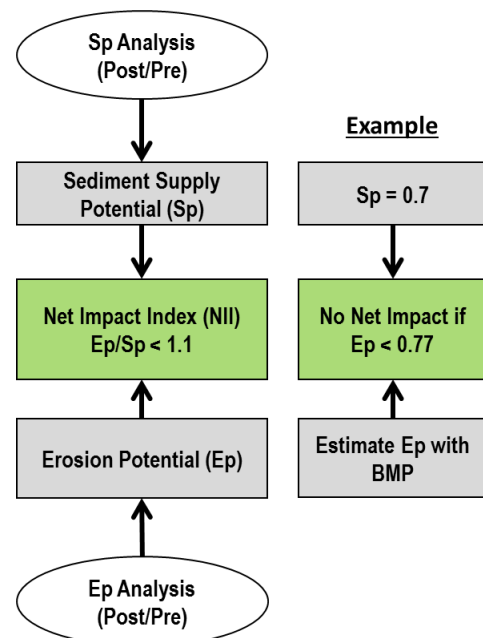 Sp Analysis
(Post/Pre)
Sediment Supply
Potential (Sp)
Net Impact Index (NII)
Ep/Sp < 1.1
Erosion Potential (Ep)
Ep Analysis
(Post/Pre)
Example
Sp = 0.7
No Net Impact if
Ep < 0.77
Estimate Ep with
BMP